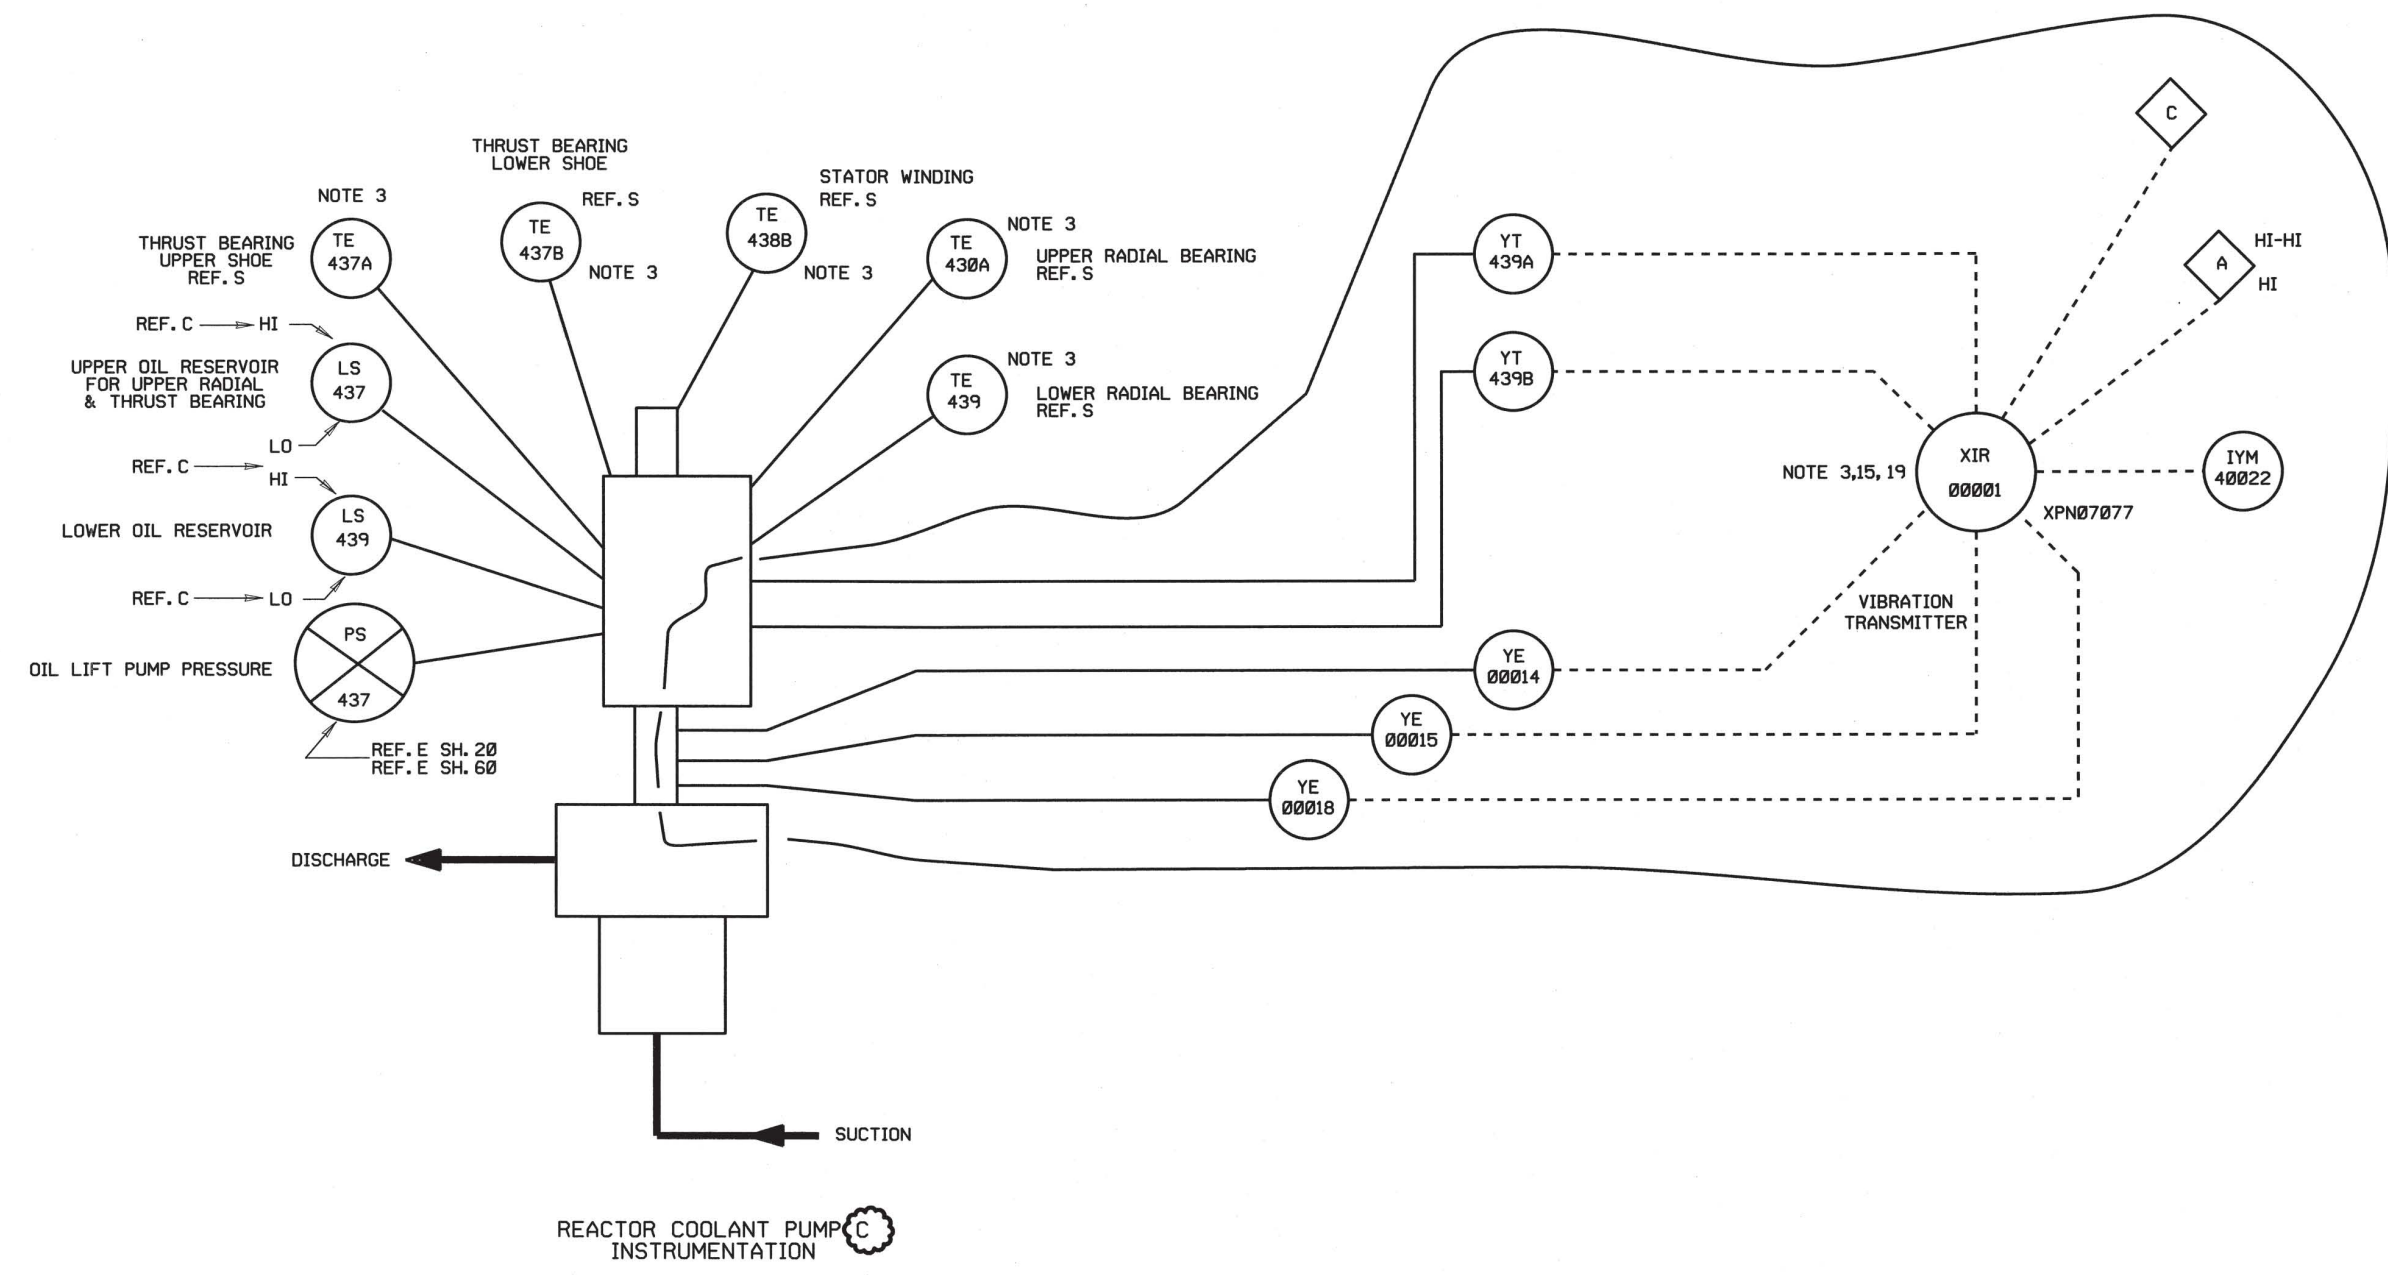 C
THRUST BEARING
LOWER SHOE
REF. S
TE
437B
NOTE 3
STATOR WINDING
REF. S
TE
438B
NOTE 3
NOTE 3
THRUST BEARING
UPPER SHOE
REF. S
TE
437A
NOTE 3
TE
430A
UPPER RADIAL BEARING
REF. S
YT
439A
HI-HI
A
HI
REF. C HI
UPPER OIL RESERVOIR
FOR UPPER RADIAL
& THRUST BEARING
LS
437
LO
NOTE 3
TE
439
LOWER RADIAL BEARING
REF. S
YT
439B
REF. C
HI
LOWER OIL RESERVOIR
LS
439
REF. C LO
NOTE 3,15,19
XIR
00001
XPN07077
IYM
40022
VIBRATION
TRANSMITTER
OIL LIFT PUMP PRESSURE
PS
437
REF. E SH. 20
REF. E SH. 60
YE
00014
YE
00015
YE
00018
DISCHARGE
SUCTION
REACTOR COOLANT PUMP C
INSTRUMENTATION